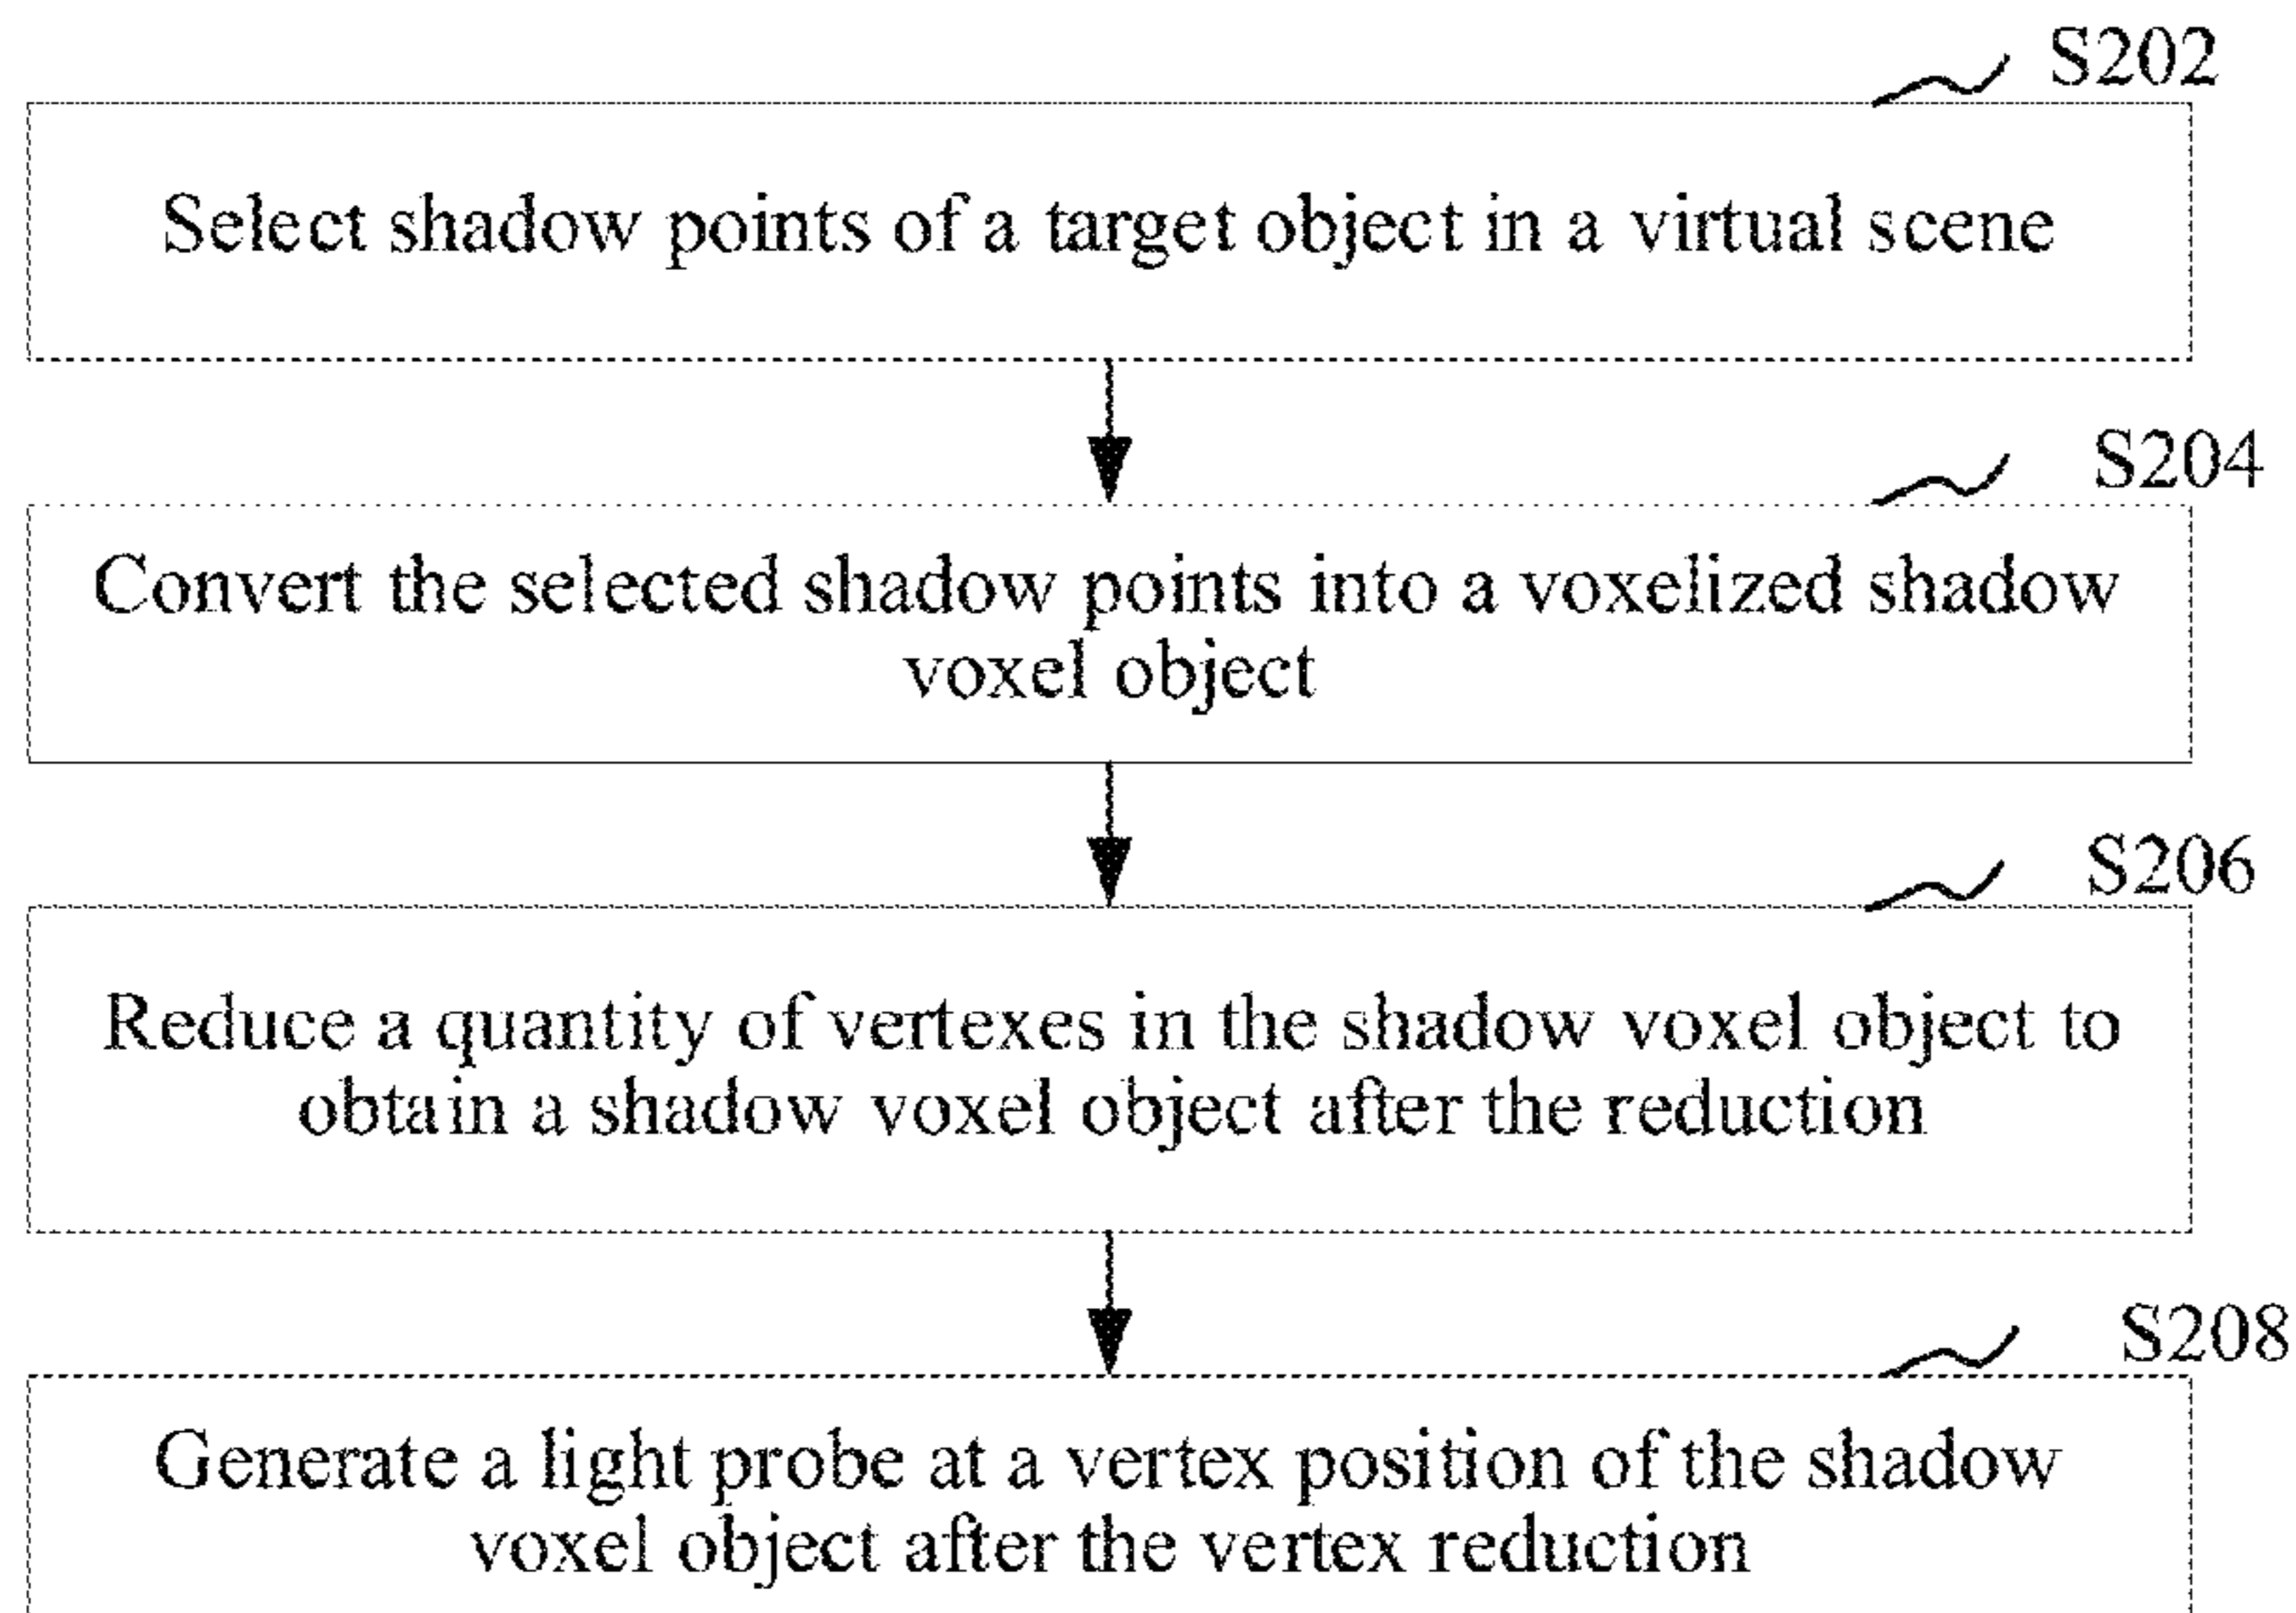 S202
Select shadow points of a target object in a virtual scene
S204
Convert the selected shadow points into a voxelized shadow
voxel object
S206
Reduce a quantity of vertexes in the shadow voxel object to
obtain a shadow voxel object after the reduction
S208
Generate a light probe at a vertex position of the shadow
voxel object after the vertex reduction